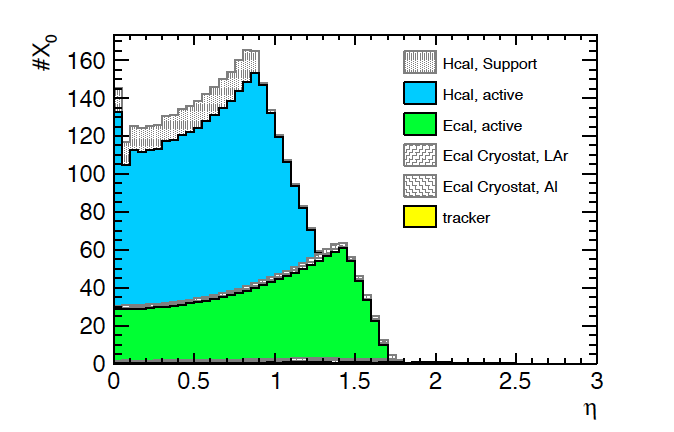 #X0
160
140
120
100
80
60
40
20
0
Hcal, Support
Hcal, active
Ecal, active
Ecal Cryostat, LAr
Ecal Cryostat, Al
tracker
0 0.5 1 1.5 2 2.5 3
η